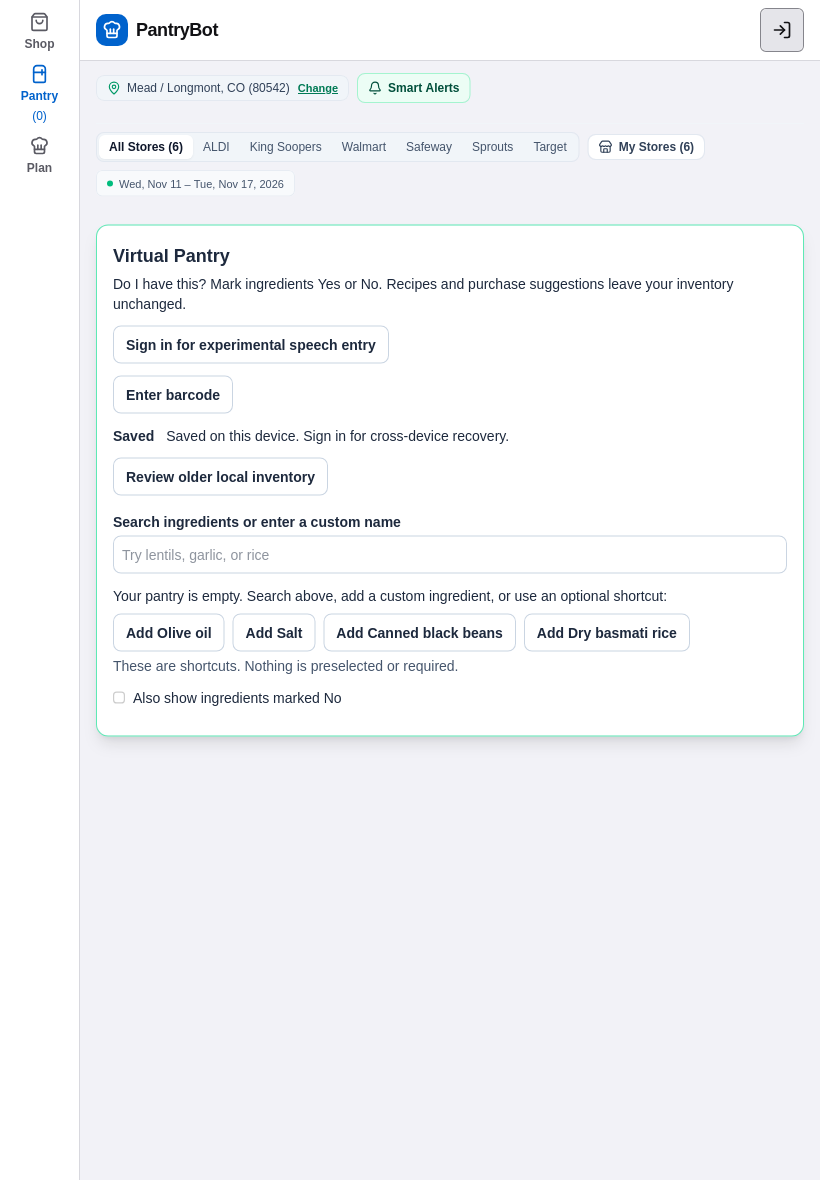 Shop
Pantry
(0)
Plan
PantryBot
Mead / Longmont, CO (80542) Change
Smart Alerts
All Stores (6) ALDI King Soopers Walmart Safeway Sprouts Target
My Stores (6)
Wed, Nov 11 – Tue, Nov 17, 2026
Virtual Pantry
Do I have this? Mark ingredients Yes or No. Recipes and purchase suggestions leave your inventory
unchanged.
Sign in for experimental speech entry
Enter barcode
Saved Saved on this device. Sign in for cross-device recovery.
Review older local inventory
Search ingredients or enter a custom name
Try lentils, garlic, or rice
Your pantry is empty. Search above, add a custom ingredient, or use an optional shortcut:
Add Olive oil Add Salt Add Canned black beans Add Dry basmati rice
These are shortcuts. Nothing is preselected or required.
Also show ingredients marked No